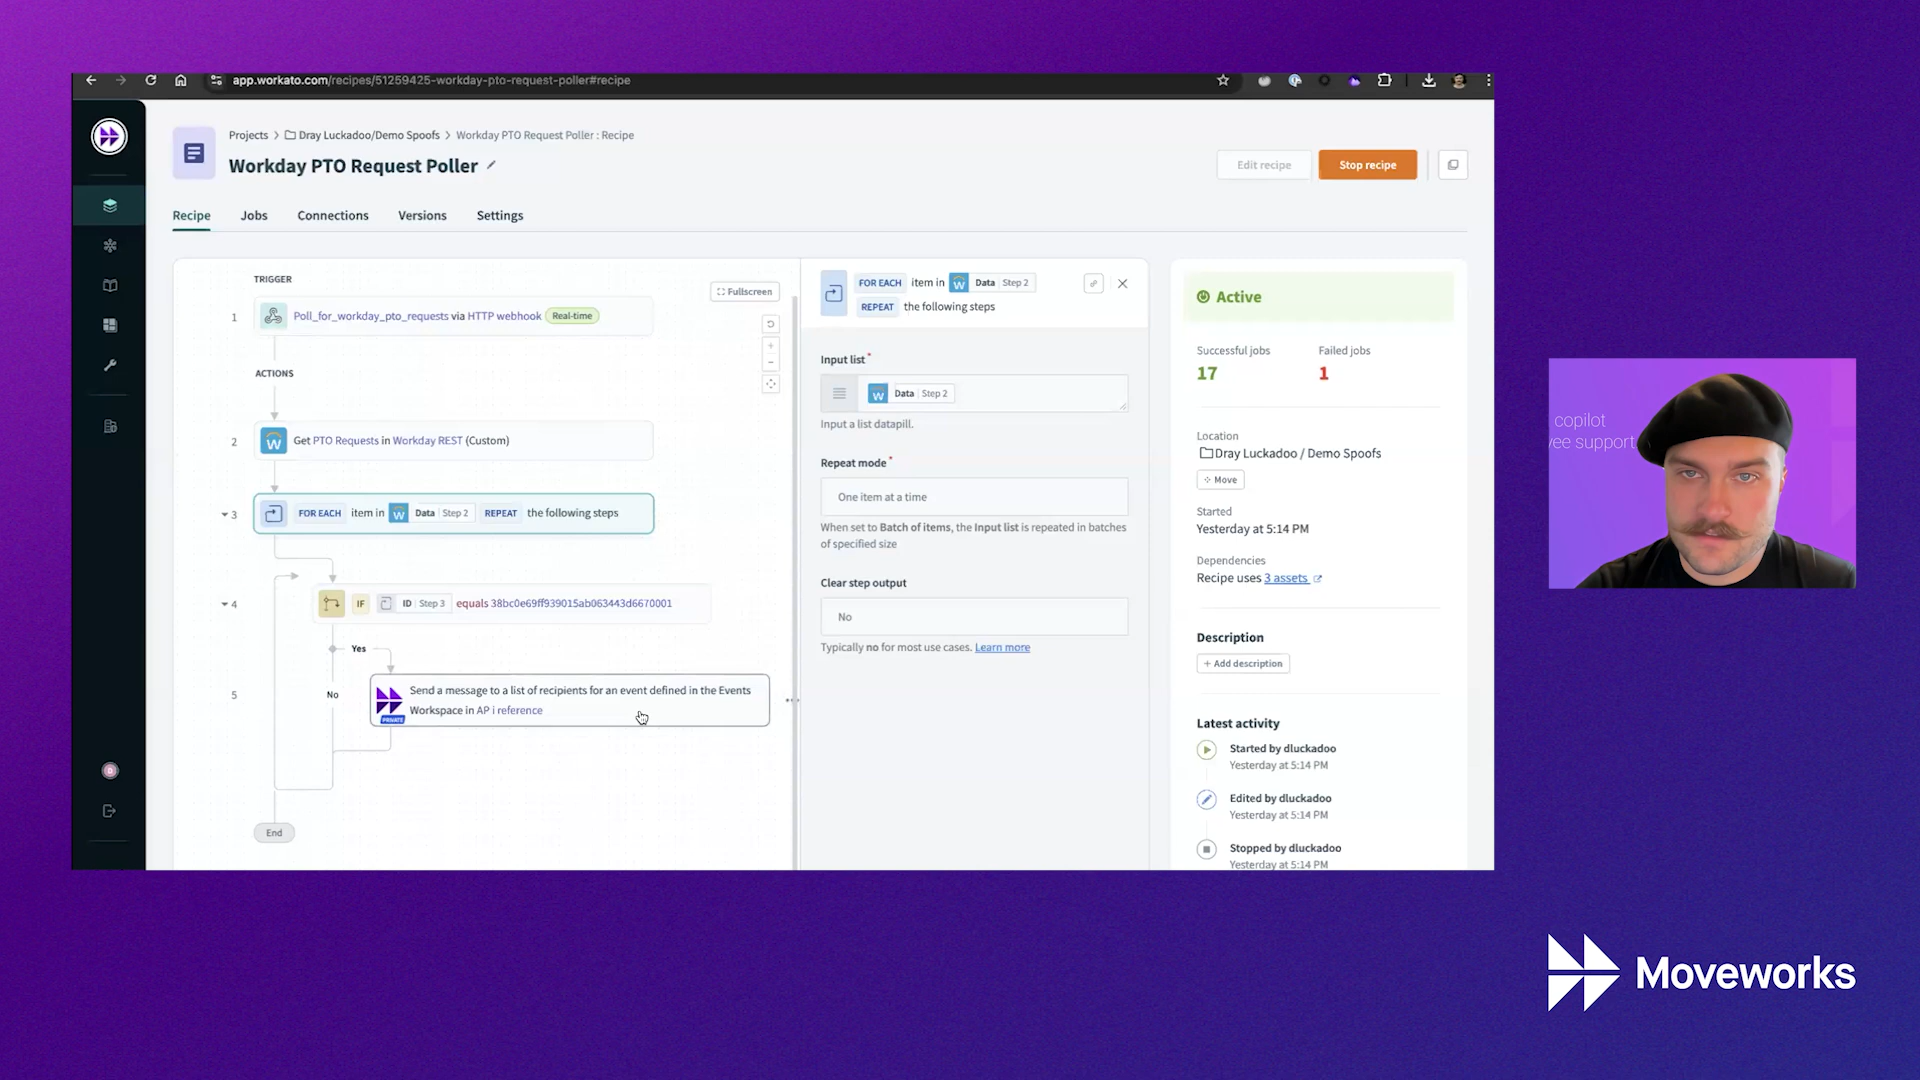 app.workato.com/recipes/51259425-workday-pto-request-poller#recipe
Projects > Dray Luckadoo/Demo Spoofs > Workday PTO Request Poller : Recipe
Workday PTO Request Poller
Edit recipe
Stop recipe
Recipe
Jobs
Connections
Versions
Settings
TRIGGER
Fullscreen
1
Poll_for_workday_pto_requests via HTTP webhook Real-time
ACTIONS
2
Get PTO Requests in Workday REST (Custom)
3
FOR EACH item in Data Step 2 REPEAT the following steps
4
IF ID Step 3 equals 38bc0e69ff939015ab063443d6670001
Yes
No
5
Send a message to a list of recipients for an event defined in the Events
Workspace in AP i reference
PRIVATE
End
FOR EACH item in Data Step 2
REPEAT the following steps
Input list *
Data Step 2
Input a list datapill.
Repeat mode *
One item at a time
When set to Batch of items, the Input list is repeated in batches
of specified size
Clear step output
No
Typically no for most use cases. Learn more
Active
Successful jobs
Failed jobs
17
1
Location
Dray Luckadoo / Demo Spoofs
Move
Started
Yesterday at 5:14 PM
Dependencies
Recipe uses 3 assets
Description
+ Add description
Latest activity
Started by dluckadoo
Yesterday at 5:14 PM
Edited by dluckadoo
Yesterday at 5:14 PM
Stopped by dluckadoo
Yesterday at 5:14 PM
copilot
support
Moveworks